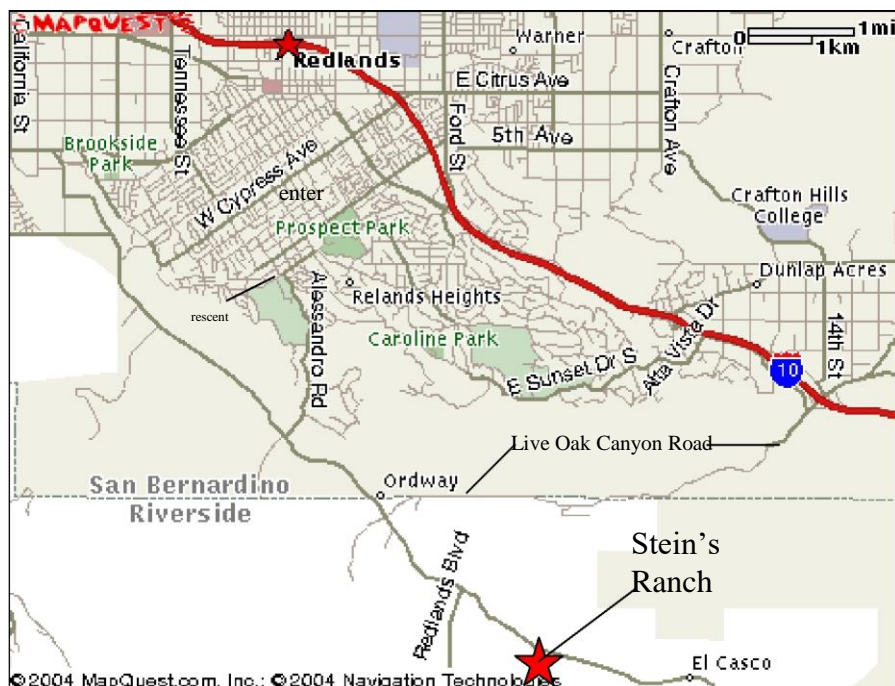 MAPQUEST
California St
Tennessee St
Redlands
Warner
Crafton
0 1mi
1km
E Citrus Ave
Ford St
5th Ave
Crafton Ave
Brookside
Park
W Cypress Ave
enter
Prospect Park
Crafton Hills
College
Dunlap Acres
rescent
Alessandro Rd
Relands Heights
Caroline Park
E Sunset Dr S
Alta Vista Dr
10
14th St
Live Oak Canyon Road
San Bernardino
Riverside
Ordway
Redlands Blvd
Stein's
Ranch
El Casco
©2004 MapQuest.com, Inc.; ©2004 Navigation Technologies